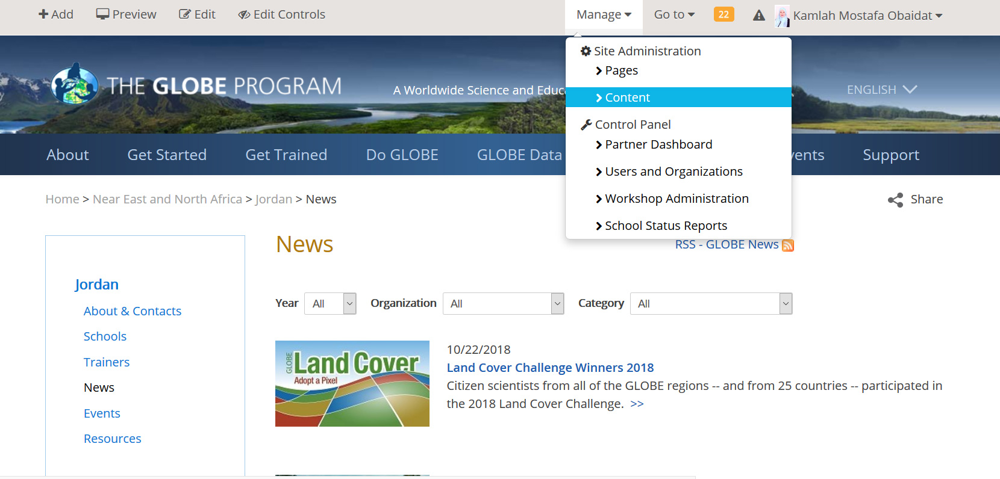 Add Preview Edit Edit Controls Manage Go to 22 Kamlah Mostafa Obaidat
Site Administration
Pages
Content
Control Panel
Partner Dashboard
Users and Organizations
Workshop Administration
School Status Reports
THE GLOBE PROGRAM
A Worldwide Science and Educ
ENGLISH
About Get Started Get Trained Do GLOBE GLOBE Data vents Support
Home > Near East and North Africa > Jordan > News
Share
Jordan
About & Contacts
Schools
Trainers
News
Events
Resources
News
RSS - GLOBE News
Year All Organization All Category All
GLOBE
Land Cover
Adopt a Pixel
10/22/2018
Land Cover Challenge Winners 2018
Citizen scientists from all of the GLOBE regions -- and from 25 countries -- participated in
the 2018 Land Cover Challenge. >>